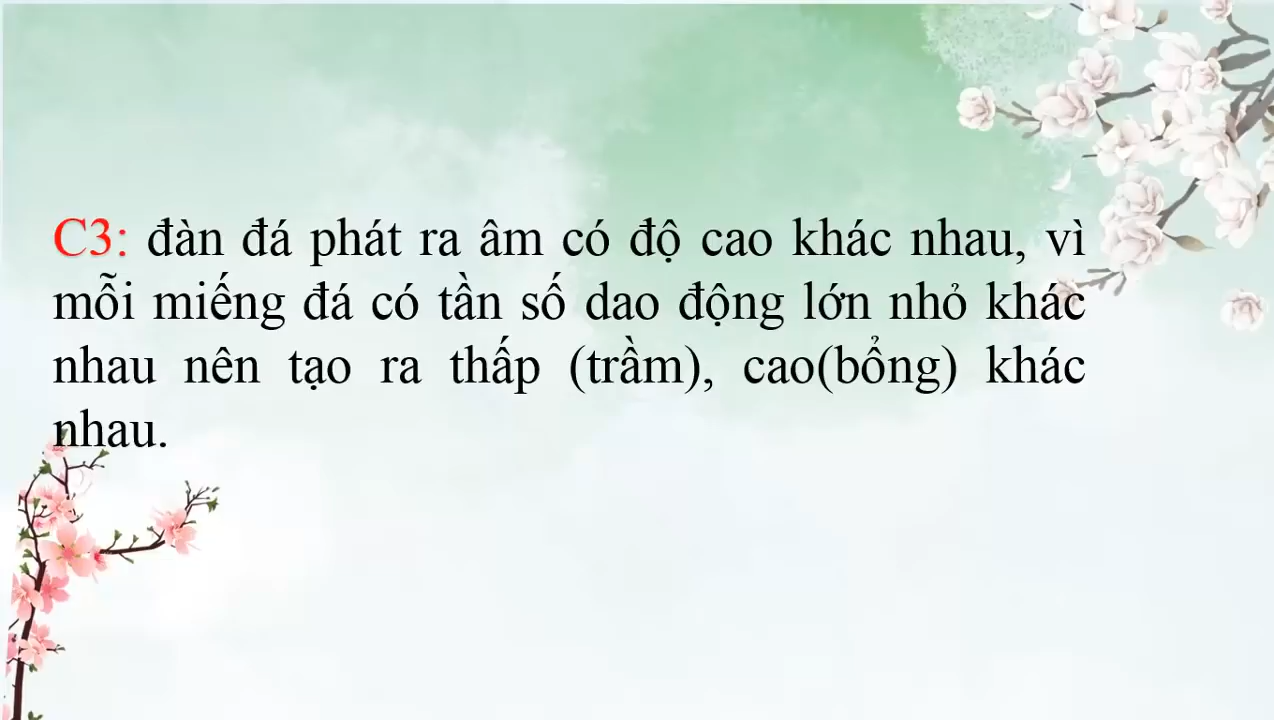 C3: đàn đá phát ra âm có độ cao khác nhau, vì
mỗi miếng đá có tần số dao động lớn nhỏ khác
nhau nên tạo ra thấp (trầm), cao(bổng) khác
nhau.